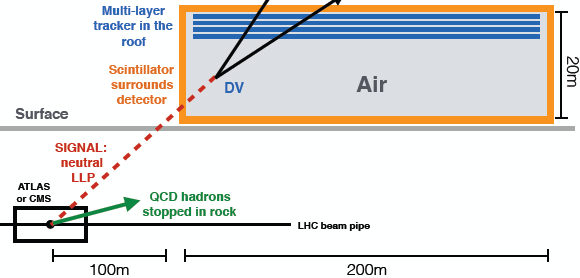 Multi-layer
tracker in the
roof
Scintillator
surrounds
detector
DV
Air
20m
Surface
SIGNAL:
neutral
LLP
ATLAS
or CMS
QCD hadrons
stopped in rock
LHC beam pipe
100m
200m